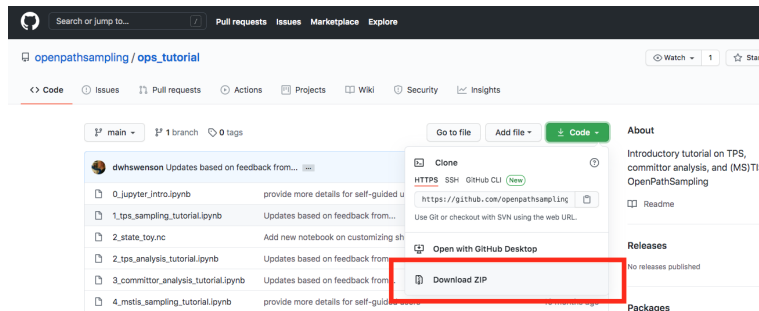 Search or jump to... /
Pull requests Issues Marketplace Explore
openpathsampling / ops_tutorial
Watch 1
Code Issues Pull requests Actions Projects Wiki Security Insights
main 1 branch 0 tags
Go to file Add file Code
About
dwhswenson Updates based on feedback from... ...
0_jupyter_intro.ipynb provide more details for self-guided
1_tps_sampling_tutorial.ipynb Updates based on feedback from...
2_state_toy.nc Add new notebook on customizing
2_tps_analysis_tutorial.ipynb Updates based on feedback from
3_committor_analysis_tutorial.ipynb Updates based on feedback from
4_mstis_sampling_tutorial.ipynb provide more details for self-guided
Clone ?
HTTPS SSH GitHub CLI New
https://github.com/openpathsampling
Use Git or checkout with SVN using the web URL.
Open with GitHub Desktop
Download ZIP
Introductory tutorial on TPS,
committor analysis, and (MS)TI
OpenPathSampling
Readme
Releases
No releases published
Packages